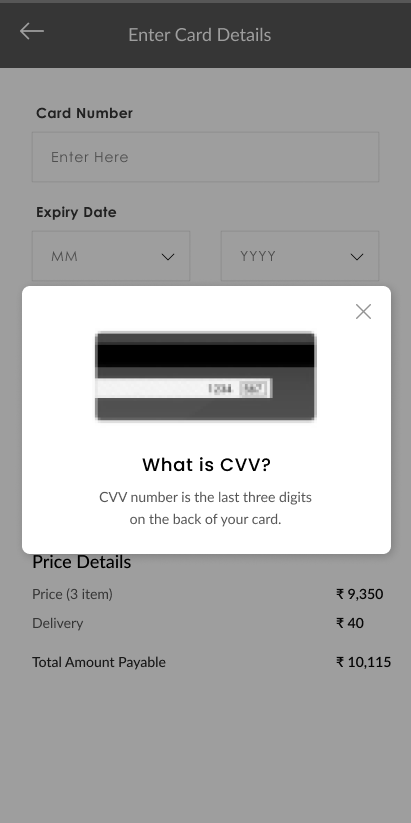 Enter Card Details
Card Number
Enter Here
Expiry Date
MM YYYY
1234 567
What is CVV?
CVV number is the last three digits
on the back of your card.
Price Details
Price (3 item) ₹ 9,350
Delivery ₹ 40
Total Amount Payable ₹ 10,115